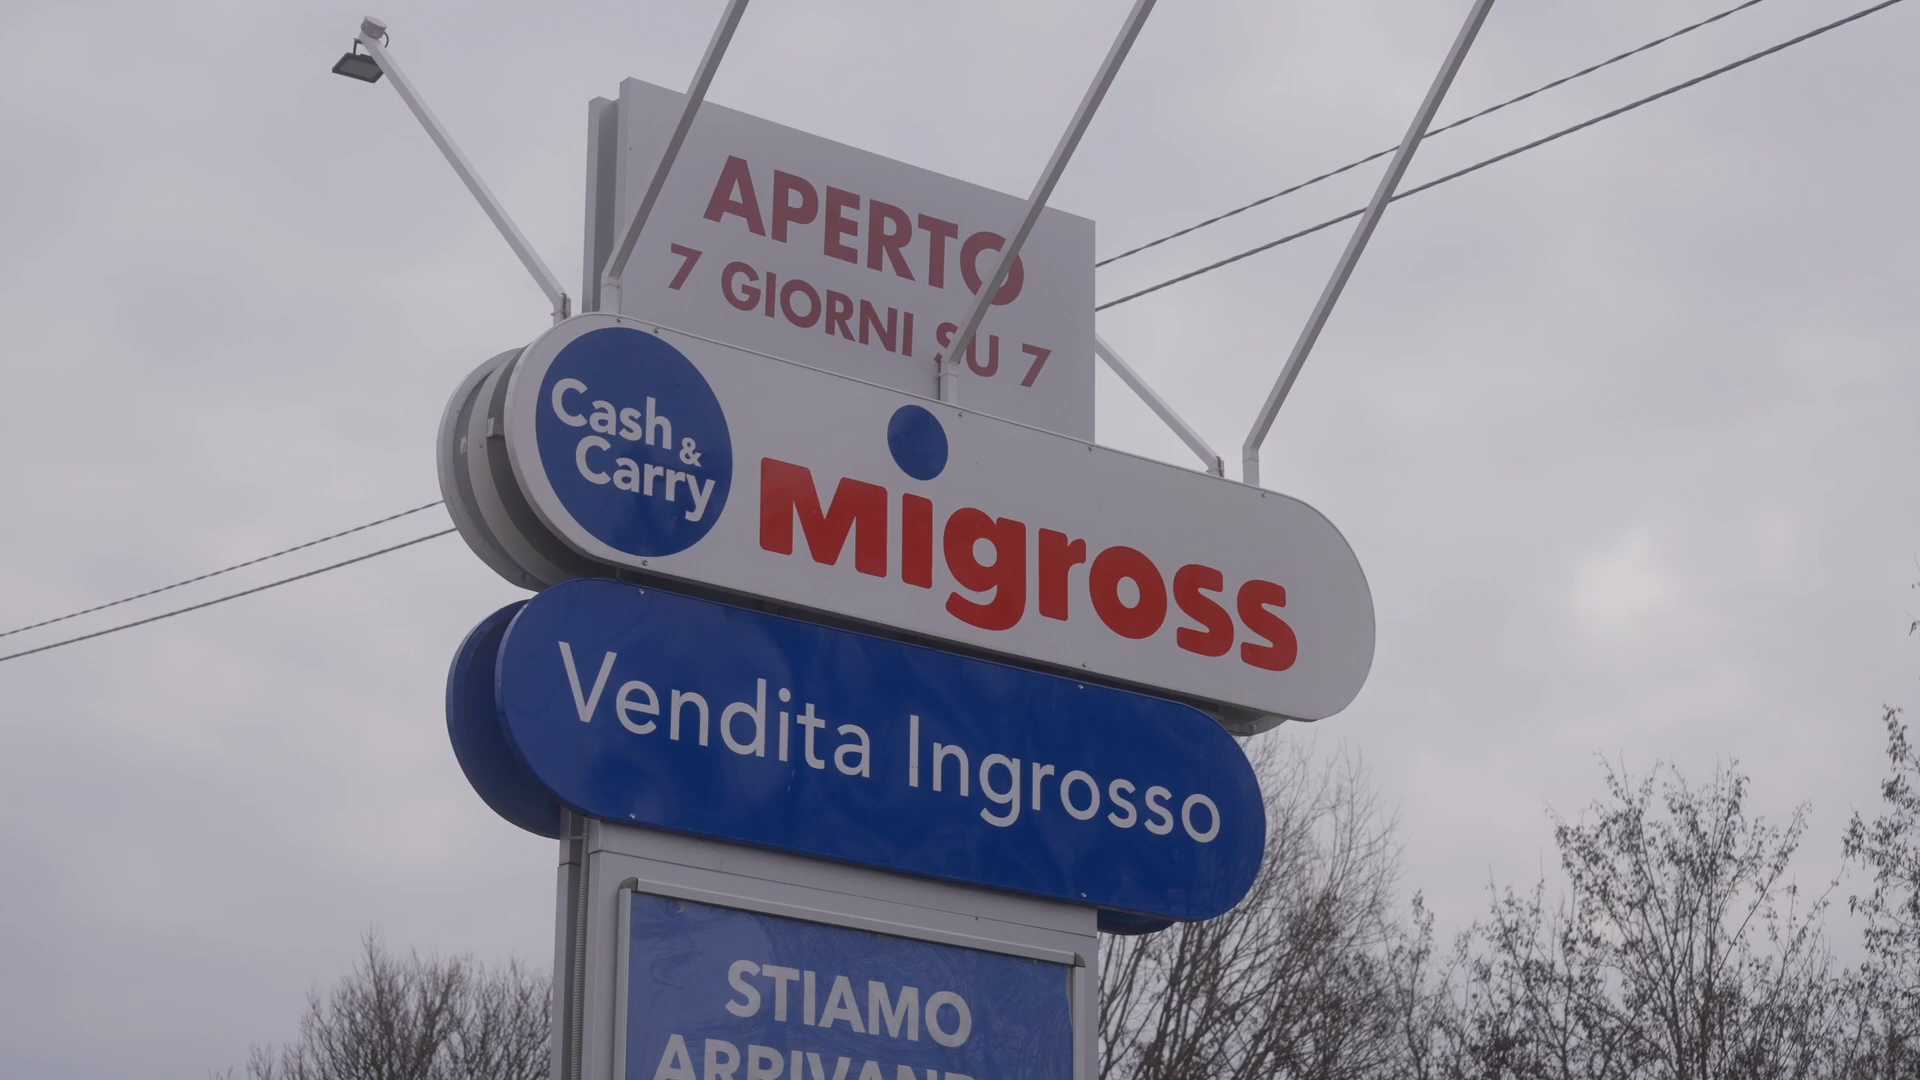 APERTO
7 GIORNI SU 7
Cash &
Carry
Migross
Vendita Ingrosso
STIAMO